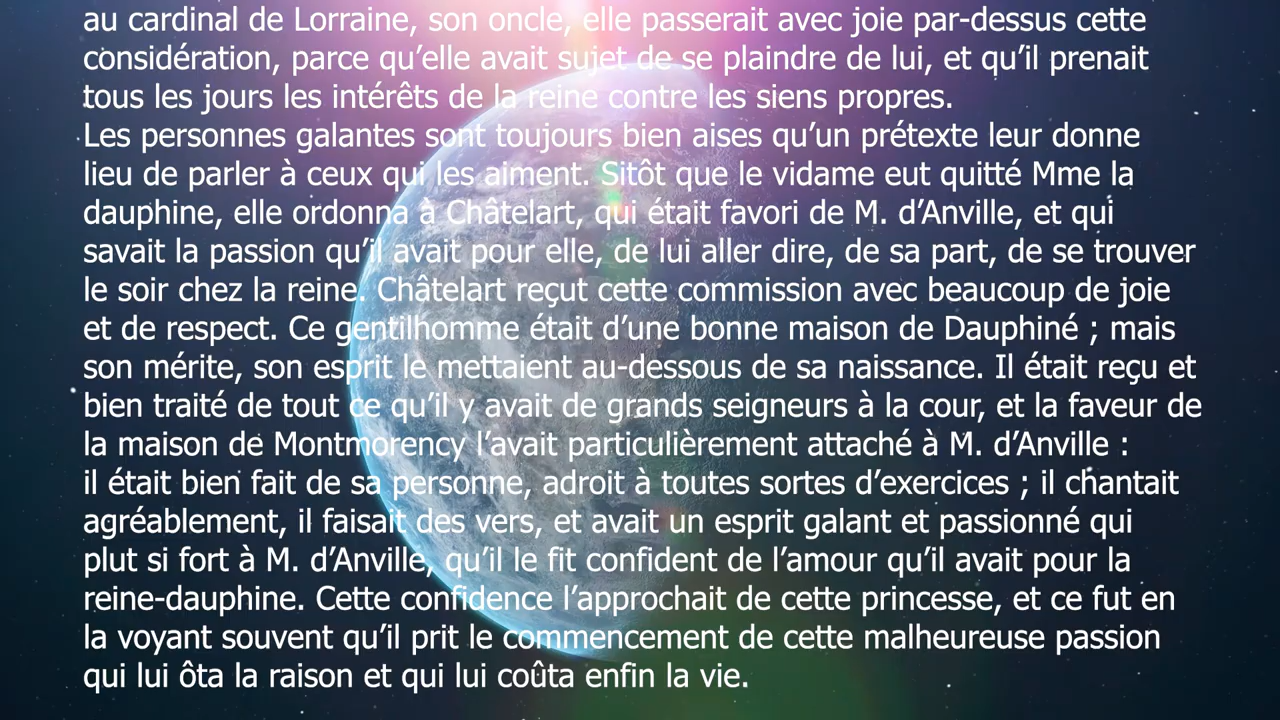 au cardinal de Lorraine, son oncle, elle passerait avec joie par-dessus cette
considération, parce qu’elle avait sujet de se plaindre de lui, et qu’il prenait
tous les jours les intérêts de la reine contre les siens propres.
Les personnes galantes sont toujours bien aises qu’un prétexte leur donne
lieu de parler à ceux qui les aiment. Sitôt que le vidame eut quitté Mme la
dauphine, elle ordonna à Châtelart, qui était favori de M. d’Anville, et qui
savait la passion qu’il avait pour elle, de lui aller dire, de sa part, de se trouver
le soir chez la reine. Châtelart reçut cette commission avec beaucoup de joie
et de respect. Ce gentilhomme était d’une bonne maison de Dauphiné ; mais
son mérite, son esprit le mettaient au-dessous de sa naissance. Il était reçu et
bien traité de tout ce qu’il y avait de grands seigneurs à la cour, et la faveur de
la maison de Montmorency l’avait particulièrement attaché à M. d’Anville :
il était bien fait de sa personne, adroit à toutes sortes d’exercices ; il chantait
agréablement, il faisait des vers, et avait un esprit galant et passionné qui
plut si fort à M. d’Anville, qu’il le fit confident de l’amour qu’il avait pour la
reine-dauphine. Cette confidence l’approchait de cette princesse, et ce fut en
la voyant souvent qu’il prit le commencement de cette malheureuse passion
qui lui ôta la raison et qui lui coûta enfin la vie.